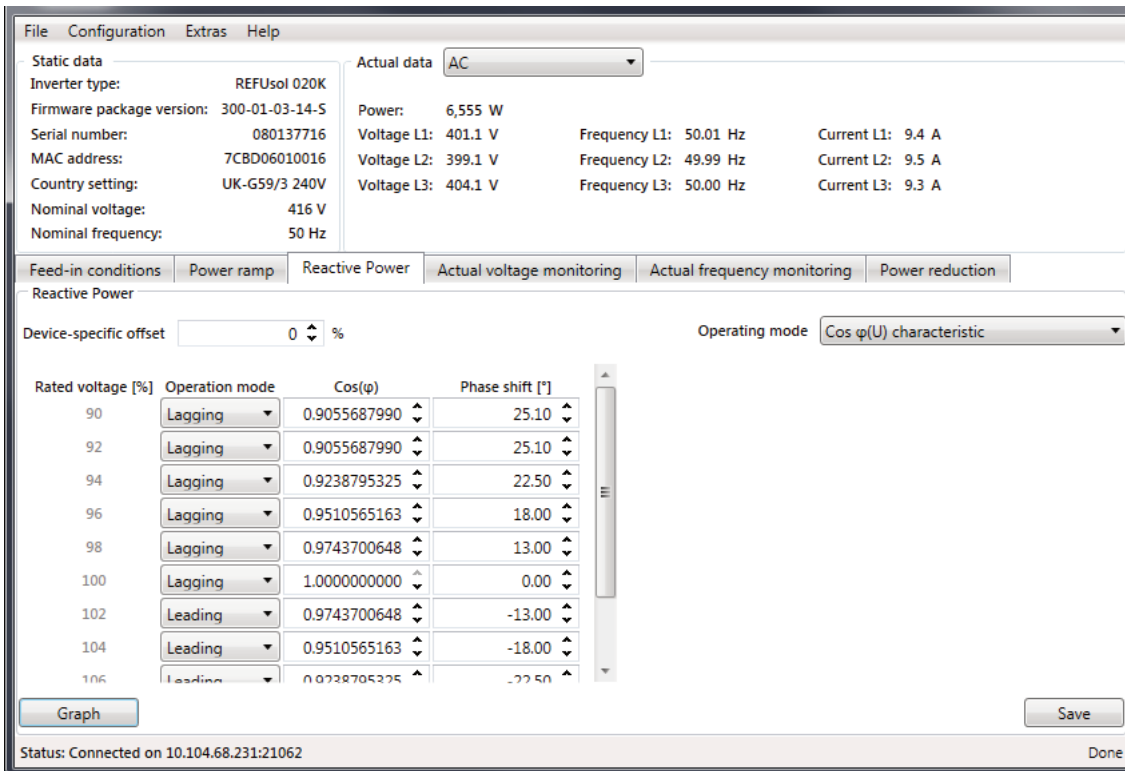 File Configuration Extras Help
Static data
Inverter type: REFUsol 020K
Firmware package version: 300-01-03-14-S
Serial number: 080137716
MAC address: 7CBD06010016
Country setting: UK-G59/3 240V
Nominal voltage: 416 V
Nominal frequency: 50 Hz
Actual data AC
Power: 6,555 W
Voltage L1: 401.1 V Frequency L1: 50.01 Hz Current L1: 9.4 A
Voltage L2: 399.1 V Frequency L2: 49.99 Hz Current L2: 9.5 A
Voltage L3: 404.1 V Frequency L3: 50.00 Hz Current L3: 9.3 A
Feed-in conditions Power ramp Reactive Power Actual voltage monitoring Actual frequency monitoring Power reduction
Reactive Power
Device-specific offset 0 % Operating mode Cos φ(U) characteristic
Rated voltage [%] Operation mode Cos(φ) Phase shift [°]
90 Lagging 0.9055687990 25.10
92 Lagging 0.9055687990 25.10
94 Lagging 0.9238795325 22.50
96 Lagging 0.9510565163 18.00
98 Lagging 0.9743700648 13.00
100 Lagging 1.0000000000 0.00
102 Leading 0.9743700648 -13.00
104 Leading 0.9510565163 -18.00
106 Leading 0.9238795325 -22.50
Graph Save
Status: Connected on 10.104.68.231:21062 Done